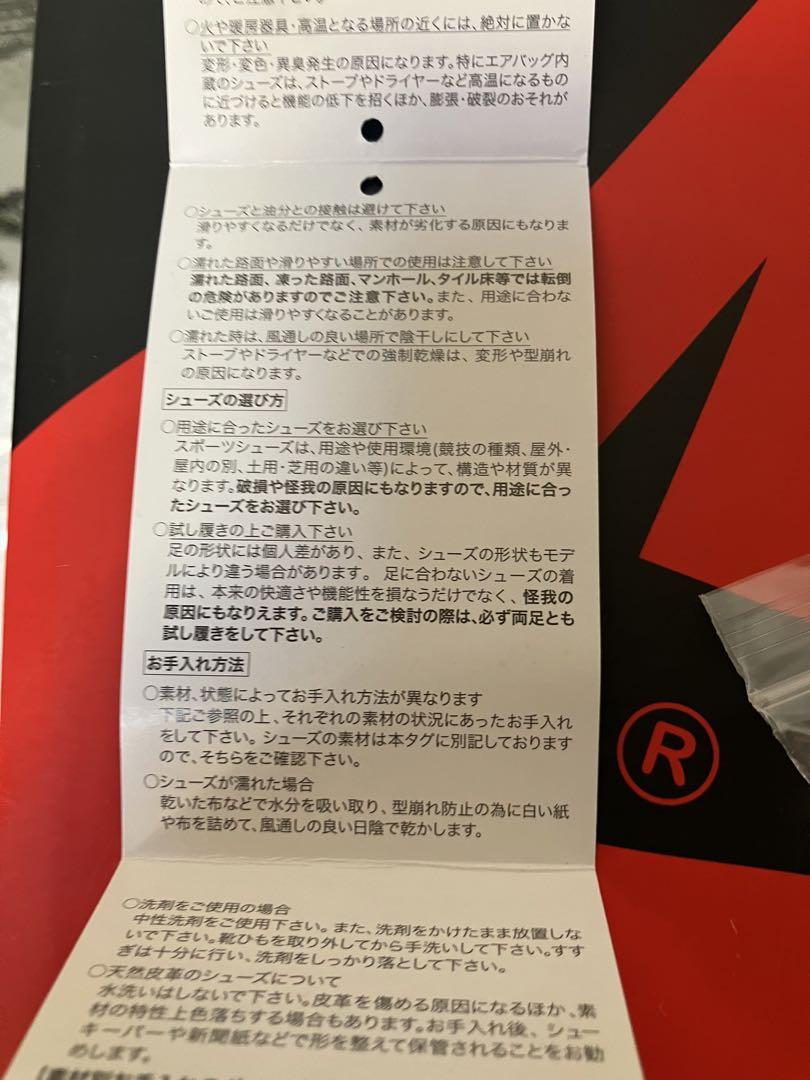 ○火や暖房器具・高温となる場所の近くには、絶対に置かな
いで下さい
変形・変色・異臭発生の原因になります。特にエアバッグ内
蔵のシューズは、ストーブやドライヤーなど高温になるもの
に近づけると機能の低下を招くほか、膨張・破裂のおそれが
あります。
○シューズと油分との接触は避けて下さい
滑りやすくなるだけでなく、素材が劣化する原因にもなりま
す。
○濡れた路面や滑りやすい場所での使用は注意して下さい
濡れた路面、凍った路面、マンホール、タイル床等では転倒
の危険がありますのでご注意下さい。また、用途に合わな
いご使用は滑りやすくなることがあります。
○濡れた時は、風通しの良い場所で陰干しにして下さい
ストーブやドライヤーなどでの強制乾燥は、変形や型崩れ
の原因になります。
シューズの選び方
○用途に合ったシューズをお選び下さい
スポーツシューズは、用途や使用環境(競技の種類、屋外・
屋内の別、土用・芝用の違い等)によって、構造や材質が異
なります。破損や怪我の原因にもなりますので、用途に合っ
たシューズをお選び下さい。
○試し履きの上ご購入下さい
足の形状には個人差があり、また、シューズの形状もモデ
ルにより違う場合があります。足に合わないシューズの着
用は、本来の快適さや機能性を損なうだけでなく、怪我の
原因にもなりえます。ご購入をご検討の際は、必ず両足とも
試し履きをして下さい。
お手入れ方法
○素材、状態によってお手入れ方法が異なります
下記ご参照の上、それぞれの素材の状況にあったお手入れ
をして下さい。シューズの素材は本タグに別記しております
ので、そちらをご確認下さい。
○シューズが濡れた場合
乾いた布などで水分を吸い取り、型崩れ防止の為に白い紙
や布を詰めて、風通しの良い日陰で乾かします。
○洗剤をご使用の場合
中性洗剤をご使用下さい。また、洗剤をかけたまま放置しな
いで下さい。靴ひもを取り外してから手洗いして下さい。すす
ぎは十分に行い、洗剤をしっかり落として下さい。
○天然皮革のシューズについて
水洗いはしないで下さい。皮革を傷める原因になるほか、素
材の特性上色落ちする場合もあります。お手入れ後、シュー
キーパーや新聞紙などで形を整えて保管されることをお勧
めします。
®